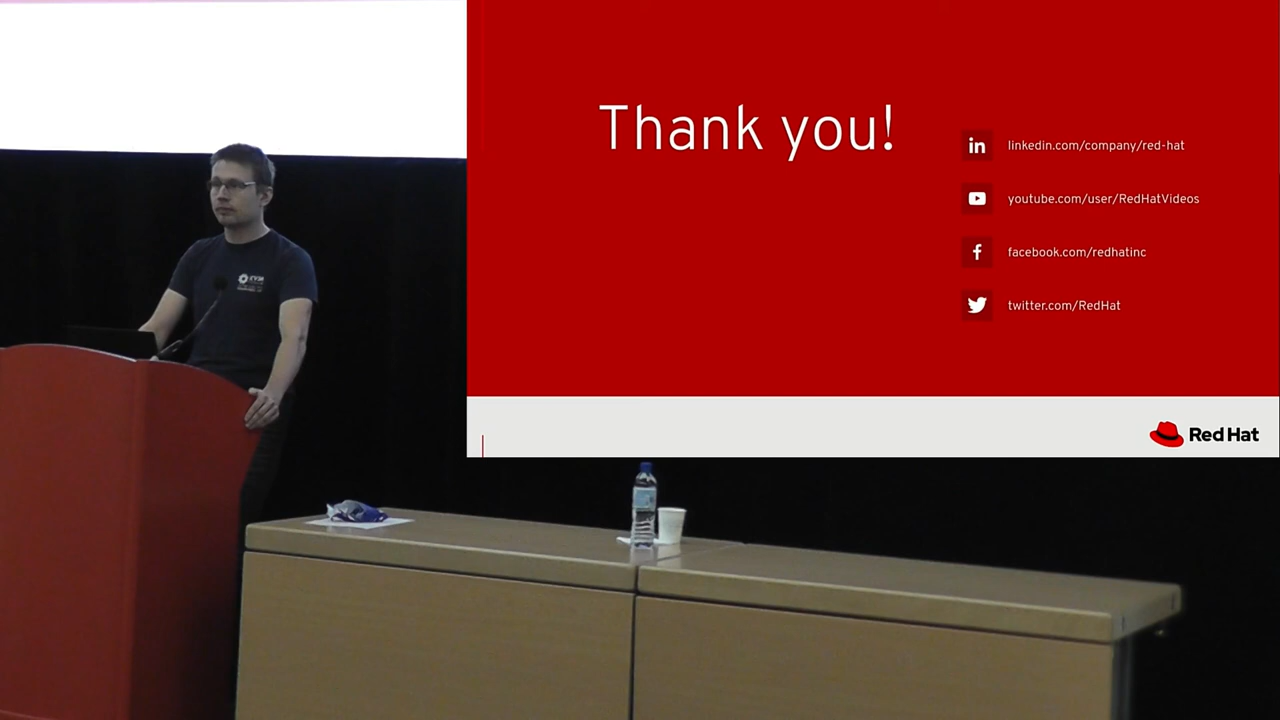 Thank you!
linkedin.com/company/red-hat
youtube.com/user/RedHatVideos
facebook.com/redhatinc
twitter.com/RedHat
Red Hat